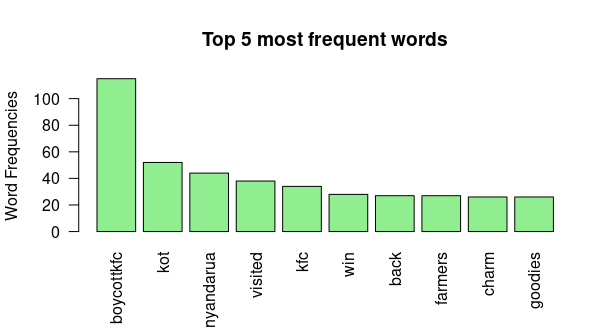 Top 5 most frequent words
Word Frequencies
100
80
60
40
20
0
boycottkfc
kot
nyandarua
visited
kfc
win
back
farmers
charm
goodies